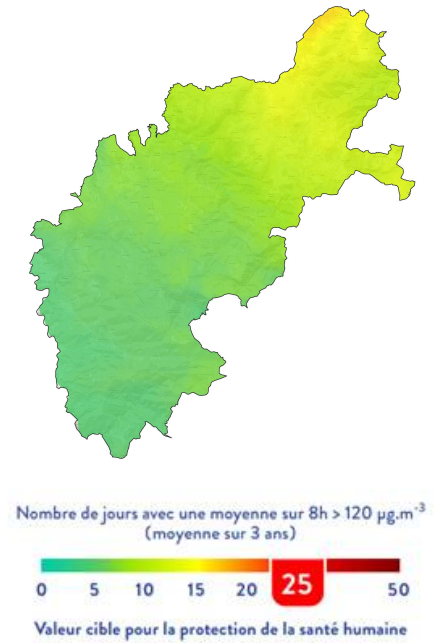 Nombre de jours avec une moyenne sur 8h > 120 µg.m⁻³
(moyenne sur 3 ans)
0 5 10 15 20 25 50
Valeur cible pour la protection de la santé humaine